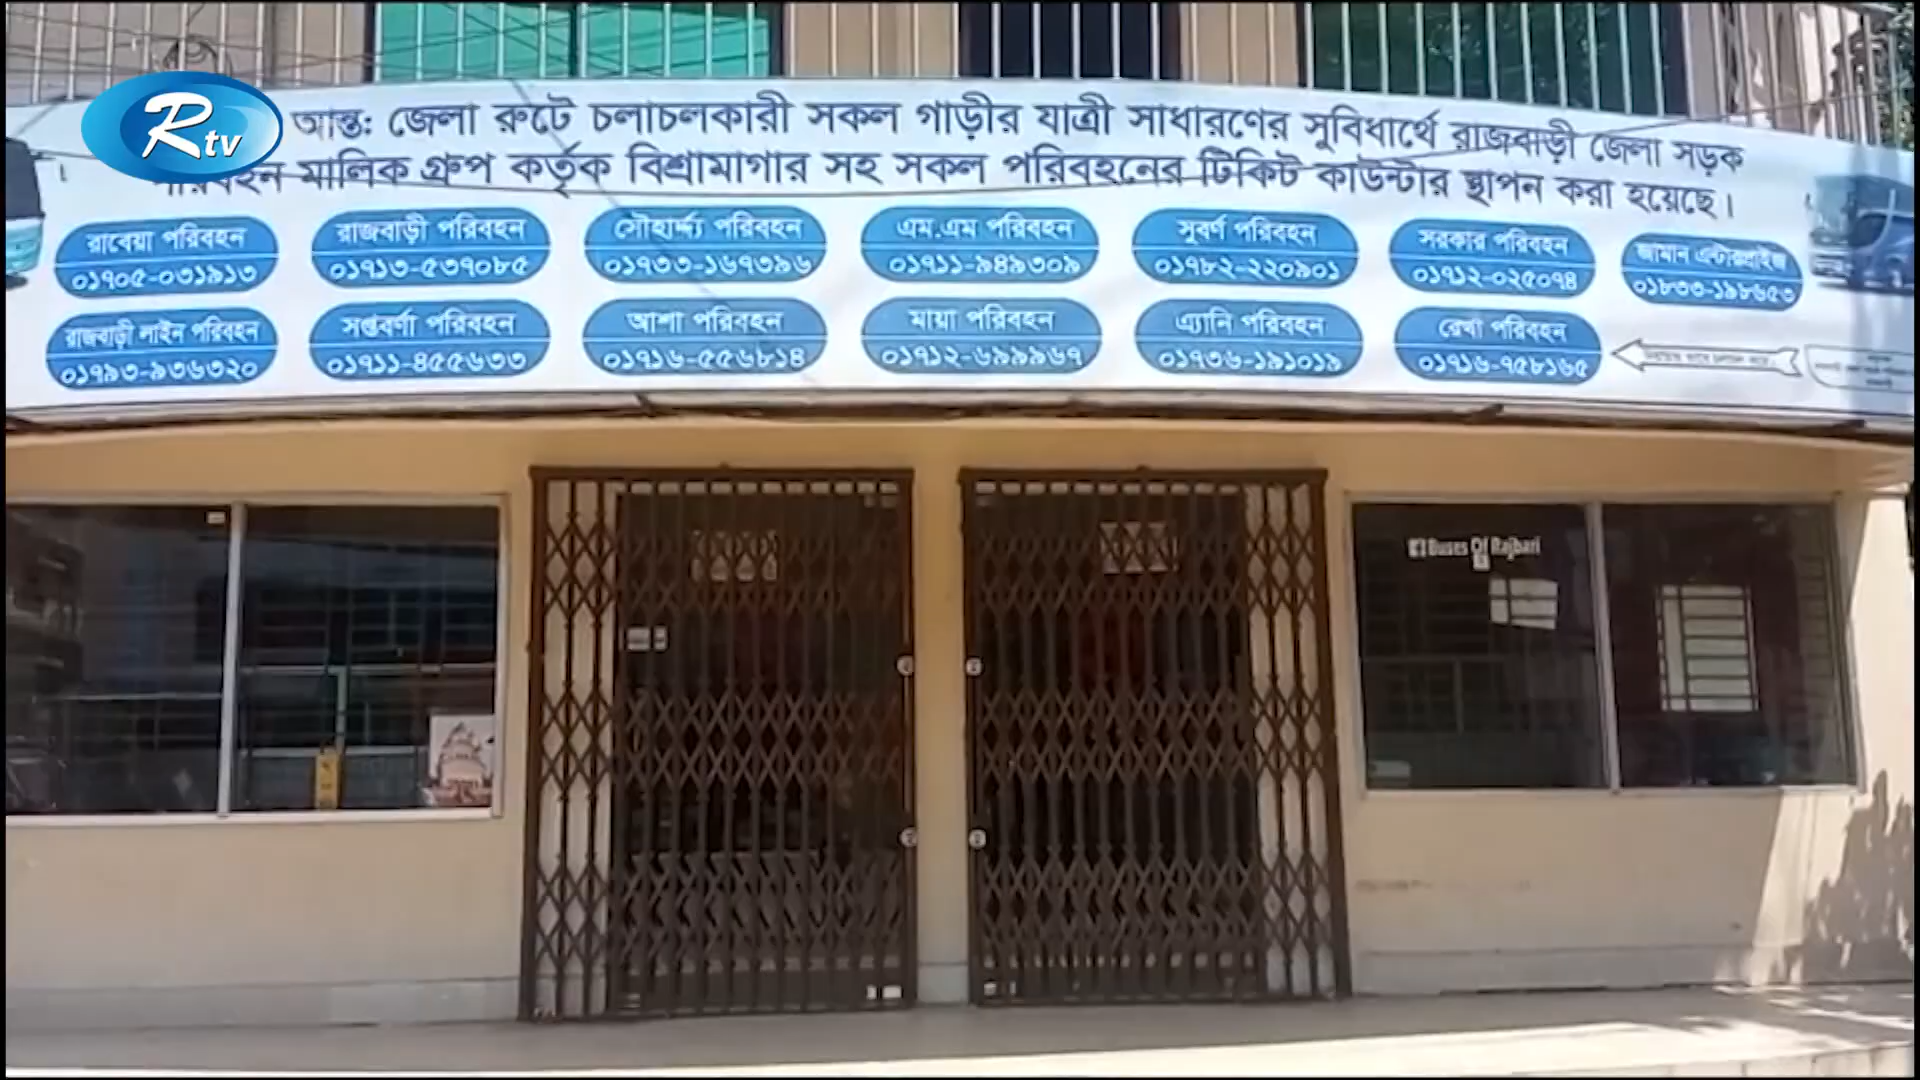 Rtv
আন্ত: জেলা রুটে চলাচলকারী সকল গাড়ীর যাত্রী সাধারণের সুবিধার্থে রাজবাড়ী জেলা সড়ক
পরিবহন মালিক গ্রুপ কর্তৃক বিশ্রামাগার সহ সকল পরিবহনের টিকিট কাউন্টার স্থাপন করা হয়েছে।
রাবেয়া পরিবহন
০১৭০৫-০৩১৯১৩
রাজবাড়ী পরিবহন
০১৭১৩-৫৩৭০৮৫
সৌহার্দ্দ্য পরিবহন
০১৭৩৩-১৬৭৩৯৬
এম.এম পরিবহন
০১৭১১-৯৪৯৩০৯
সুবর্ণ পরিবহন
০১৭৮২-২২০৯০১
সরকার পরিবহন
০১৭১২-০২৫০৭৪
জামান এন্টারপ্রাইজ
০১৮৩৩-১৯৮৬৫৩
রাজবাড়ী লাইন পরিবহন
০১৭৯৩-৯৩৬৩২০
সপ্তবর্ণা পরিবহন
০১৭১১-৪৫৫৬৩৩
আশা পরিবহন
০১৭১৬-৫৫৬৮১৪
মায়া পরিবহন
০১৭১২-৬৯৯৯৬৭
এ্যানি পরিবহন
০১৭৩৬-১৯১০১৯
রেখা পরিবহন
০১৭১৬-৭৫৮১৬৫
Buses Of Rajbari